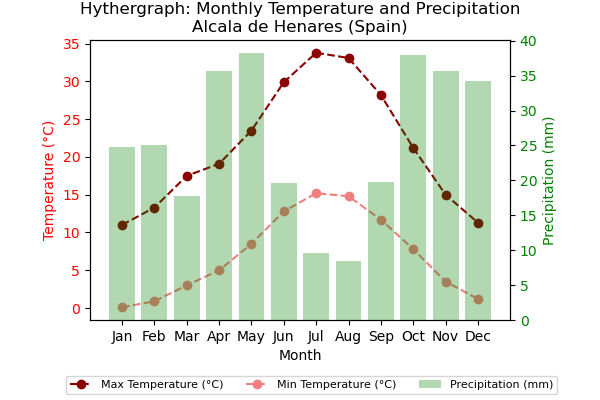 Hythergraph: Monthly Temperature and Precipitation
Alcala de Henares (Spain)
35
30
25
20
15
10
5
0
Temperature (°C)
40
35
30
25
20
15
10
5
0
Precipitation (mm)
Jan Feb Mar Apr May Jun Jul Aug Sep Oct Nov Dec
Month
Max Temperature (°C) Min Temperature (°C) Precipitation (mm)